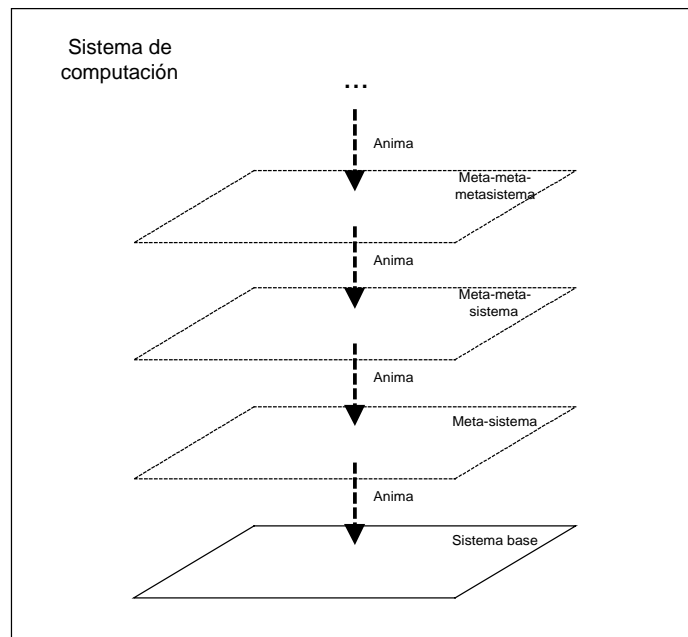 Sistema de
computación
...
Anima
Meta-meta-
metasistema
Anima
Meta-meta-
sistema
Anima
Meta-sistema
Anima
Sistema base